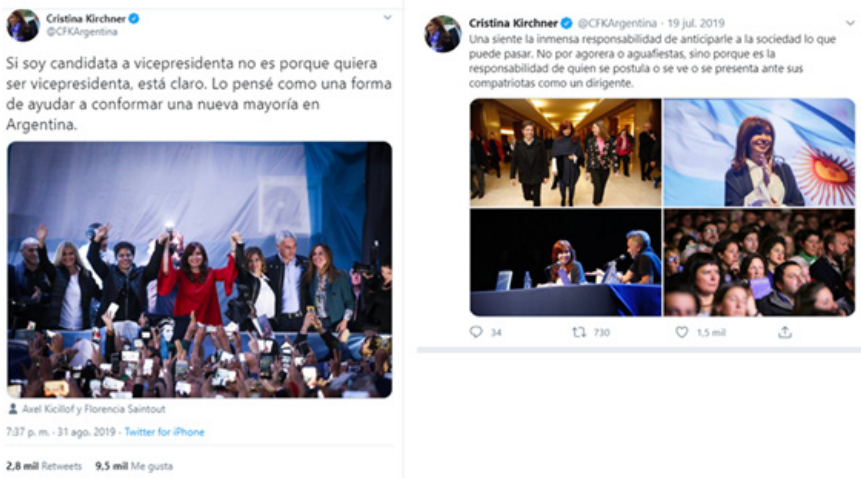 Cristina Kirchner
@CFKArgentina
Si soy candidata a vicepresidenta no es porque quiera
ser vicepresidenta, está claro. Lo pensé como una forma
de ayudar a conformar una nueva mayoría en
Argentina.
Axel Kicillof y Florencia Saintout
7:37 p. m. · 31 ago. 2019 · Twitter for iPhone
2,8 mil Retweets 9,5 mil Me gusta
Cristina Kirchner @CFKArgentina · 19 jul. 2019
Una siente la inmensa responsabilidad de anticiparle a la sociedad lo que
puede pasar. No por agorera o aguafiestas, sino porque es la
responsabilidad de quien se postula o se ve o se presenta ante sus
compatriotas como un dirigente.
34 730 1,5 mil